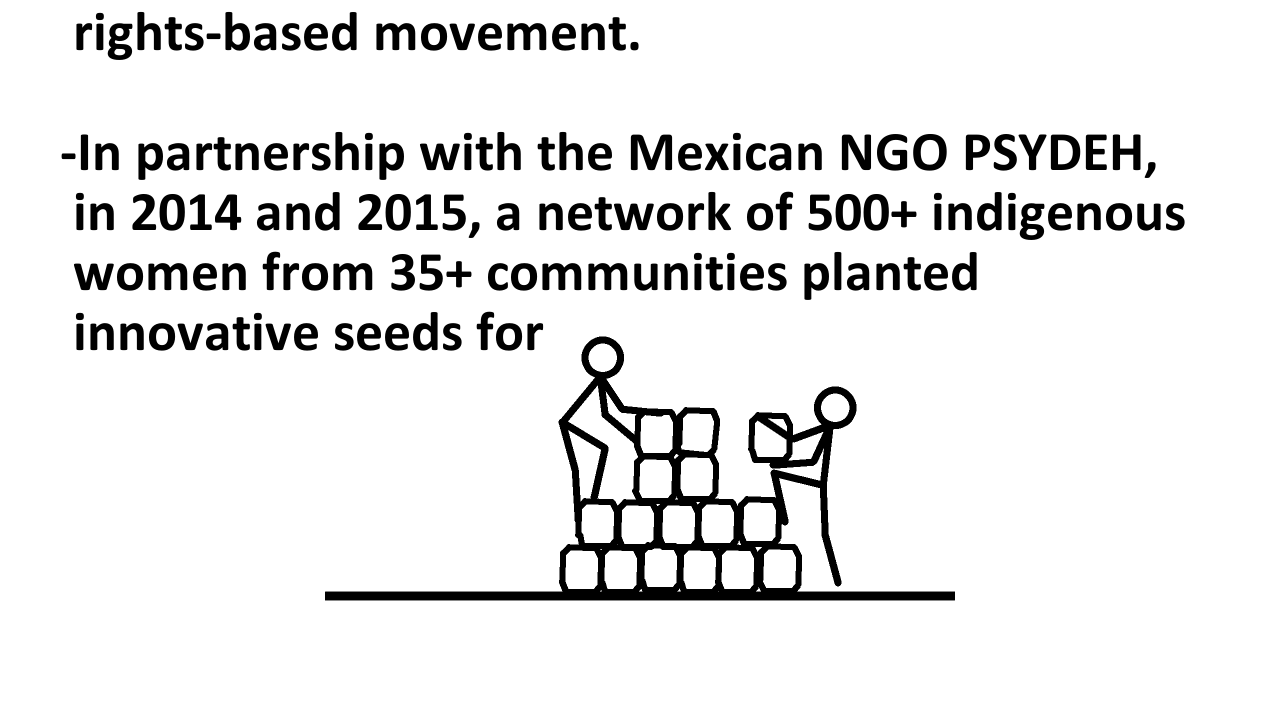 rights-based movement.
-In partnership with the Mexican NGO PSYDEH,
in 2014 and 2015, a network of 500+ indigenous
women from 35+ communities planted
innovative seeds for